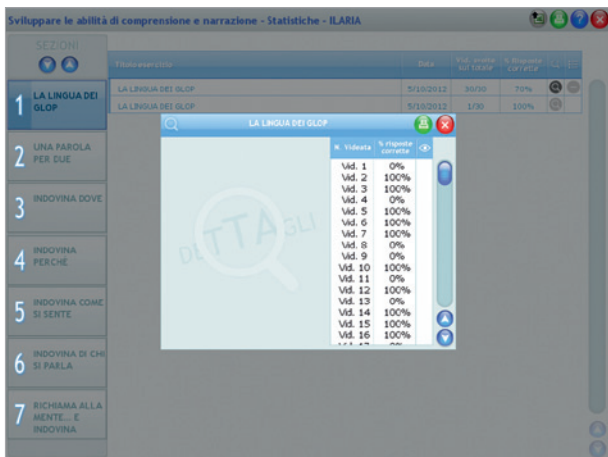 Sviluppare le abilità di comprensione e narrazione - Statistiche - ILARIA
SEZIONI
Titolo esercizio
Data
Vid. svolte sul totale
% Risposte corrette
1 LA LINGUA DEI GLOP
2 UNA PAROLA PER DUE
3 INDOVINA DOVE
4 INDOVINA PERCHÉ
5 INDOVINA COME SI SENTE
6 INDOVINA DI CHI SI PARLA
7 RICHIAMA ALLA MENTE... E INDOVINA
LA LINGUA DEI GLOP 5/10/2012 30/30 70%
LA LINGUA DEI GLOP 5/10/2012 1/30 100%
LA LINGUA DEI GLOP
DETTAGLI
N. Videata
% risposte corrette
Vid. 1 0%
Vid. 2 100%
Vid. 3 100%
Vid. 4 0%
Vid. 5 100%
Vid. 6 100%
Vid. 7 100%
Vid. 8 0%
Vid. 9 0%
Vid. 10 100%
Vid. 11 0%
Vid. 12 100%
Vid. 13 0%
Vid. 14 100%
Vid. 15 100%
Vid. 16 100%